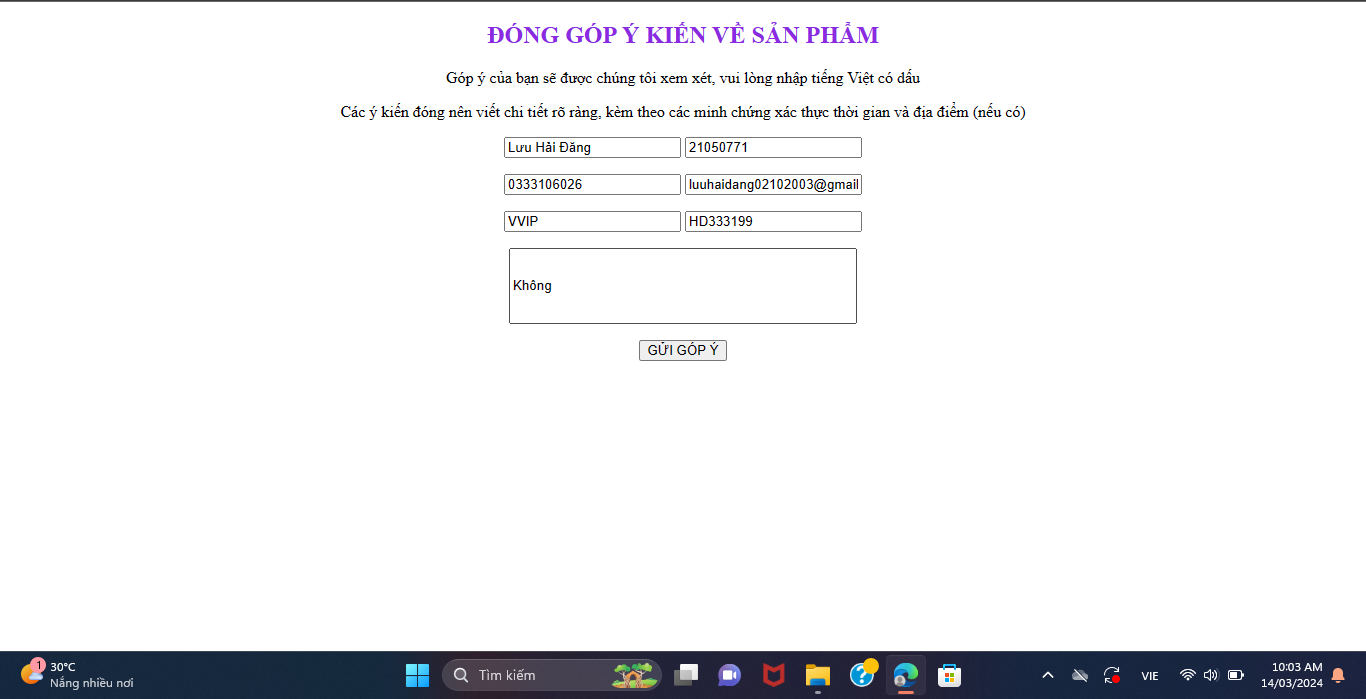 ĐÓNG GÓP Ý KIẾN VỀ SẢN PHẨM
Góp ý của bạn sẽ được chúng tôi xem xét, vui lòng nhập tiếng Việt có dấu
Các ý kiến đóng nên viết chi tiết rõ ràng, kèm theo các minh chứng xác thực thời gian và địa điểm (nếu có)
Lưu Hải Đăng 21050771
0333106026 luuhaidang02102003@gmail
VVIP HD333199
Không
GỬI GÓP Ý
1 30°C
Nắng nhiều nơi
Tìm kiếm
VIE
10:03 AM
14/03/2024